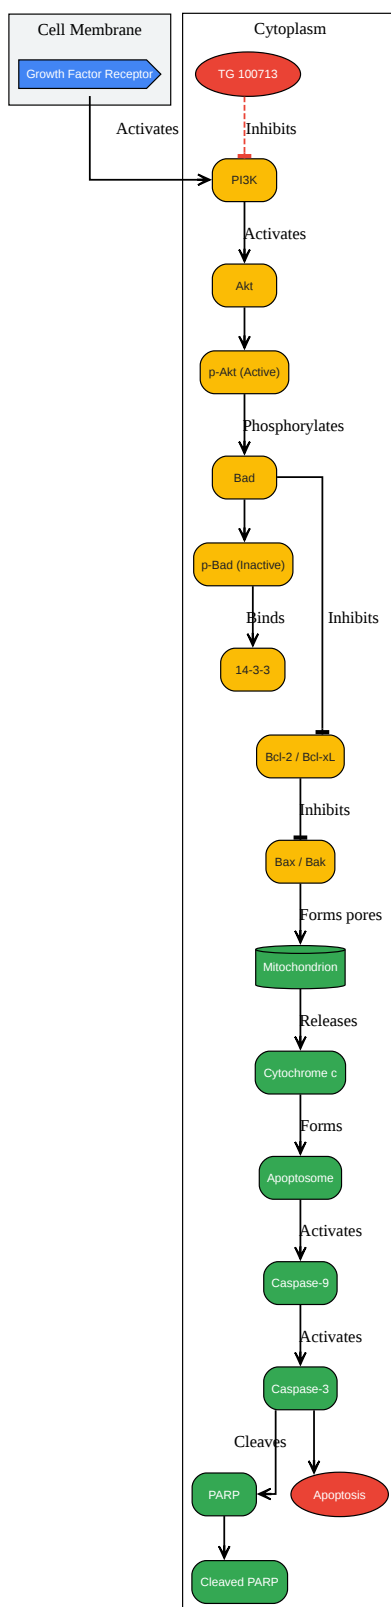 Cell Membrane
Cytoplasm
Growth Factor Receptor
TG 100713
Activates
Inhibits
PI3K
Activates
Akt
p-Akt (Active)
Phosphorylates
Bad
p-Bad (Inactive)
Binds
Inhibits
14-3-3
Bcl-2 / Bcl-xL
Inhibits
Bax / Bak
Forms pores
Mitochondrion
Releases
Cytochrome c
Forms
Apoptosome
Activates
Caspase-9
Activates
Caspase-3
Cleaves
PARP
Apoptosis
Cleaved PARP